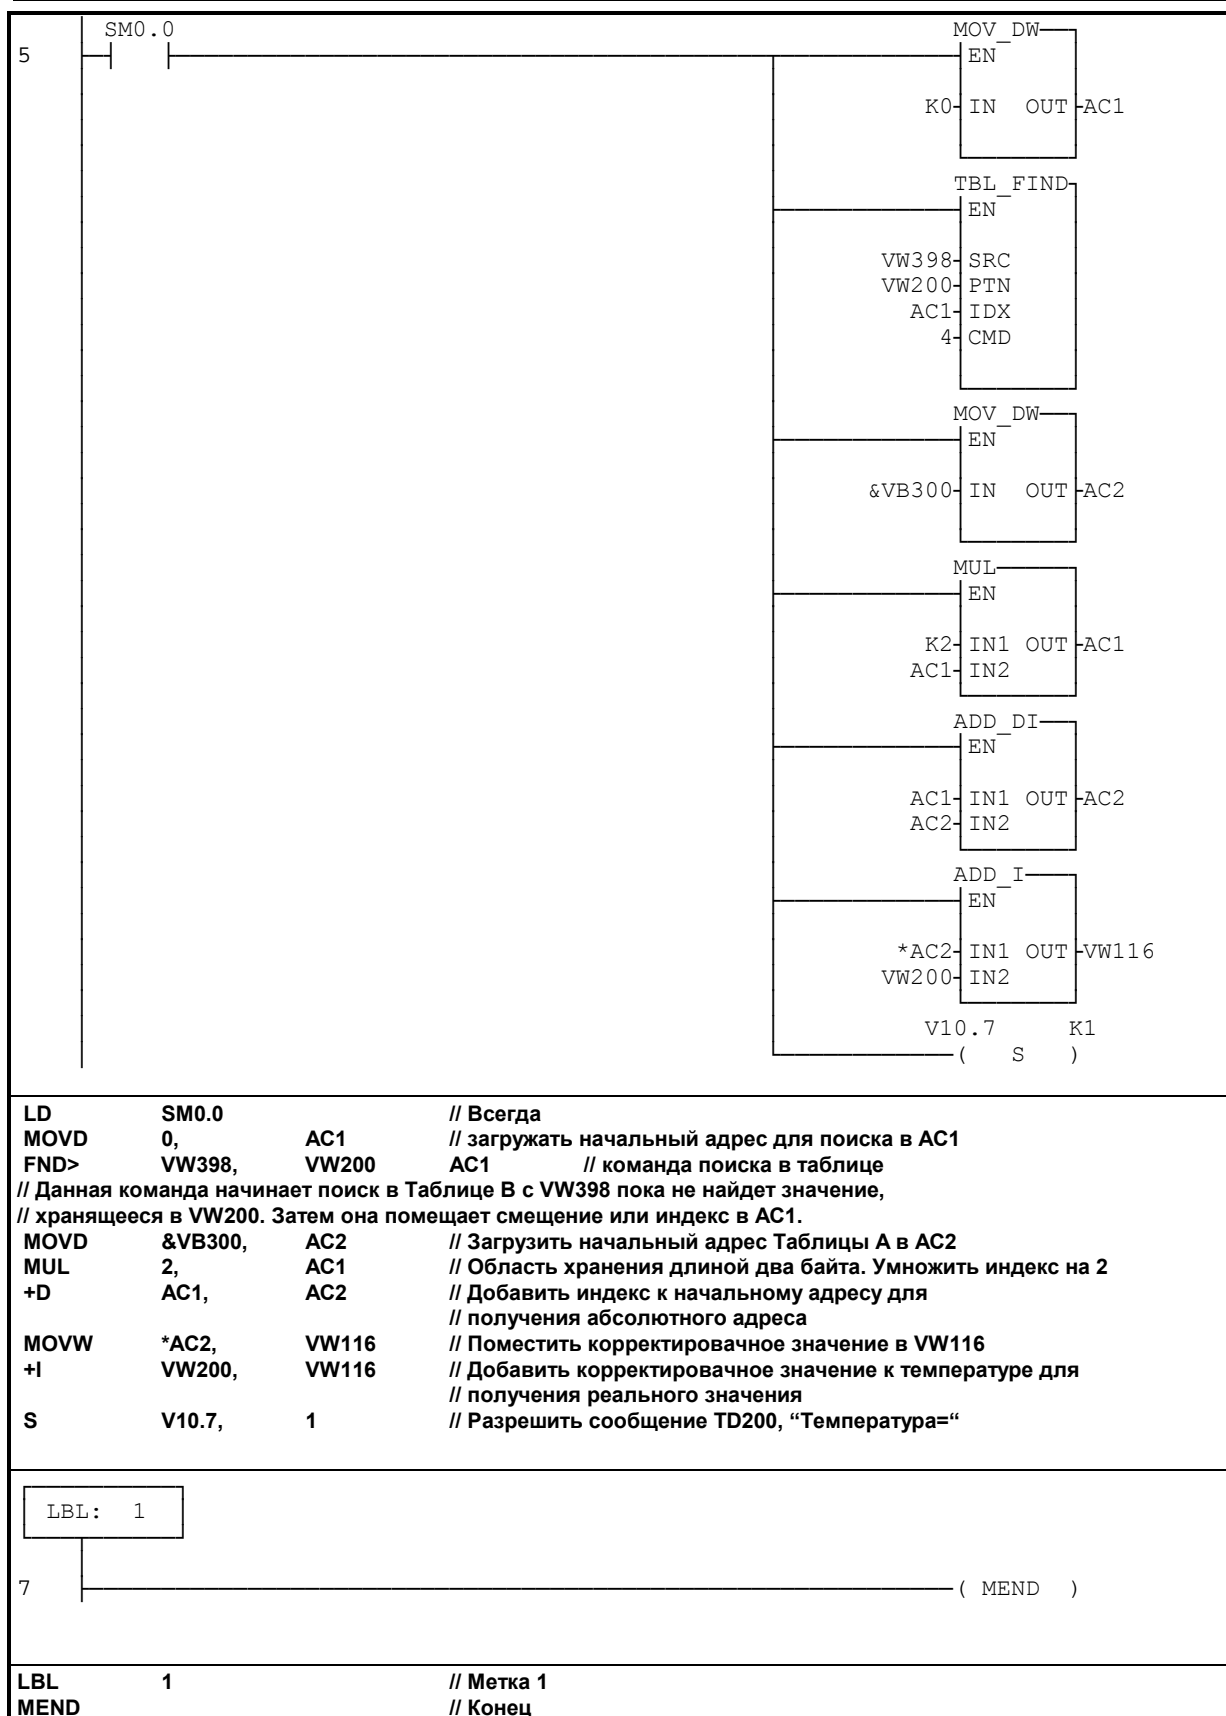 SM0.0 MOV_DW
5 EN
K0 IN OUT AC1
TBL_FIND
EN
VW398 SRC
VW200 PTN
AC1 IDX
4 CMD
MOV_DW
EN
&VB300 IN OUT AC2
MUL
EN
K2 IN1 OUT AC1
AC1 IN2
ADD_DI
EN
AC1 IN1 OUT AC2
AC2 IN2
ADD_I
EN
*AC2 IN1 OUT VW116
VW200 IN2
V10.7 K1
( S )
LD SM0.0 // Всегда
MOVD 0, AC1 // загружать начальный адрес для поиска в AC1
FND> VW398, VW200 AC1 // команда поиска в таблице
// Данная команда начинает поиск в Таблице В с VW398 пока не найдет значение,
// хранящееся в VW200. Затем она помещает смещение или индекс в AC1.
MOVD &VB300, AC2 // Загрузить начальный адрес Таблицы А в AC2
MUL 2, AC1 // Область хранения длиной два байта. Умножить индекс на 2
+D AC1, AC2 // Добавить индекс к начальному адресу для
// получения абсолютного адреса
MOVW *AC2, VW116 // Поместить корректировачное значение в VW116
+I VW200, VW116 // Добавить корректировачное значение к температуре для
// получения реального значения
S V10.7, 1 // Разрешить сообщение TD200, “Температура=“
LBL: 1
7 ( MEND )
LBL 1 // Метка 1
MEND // Конец